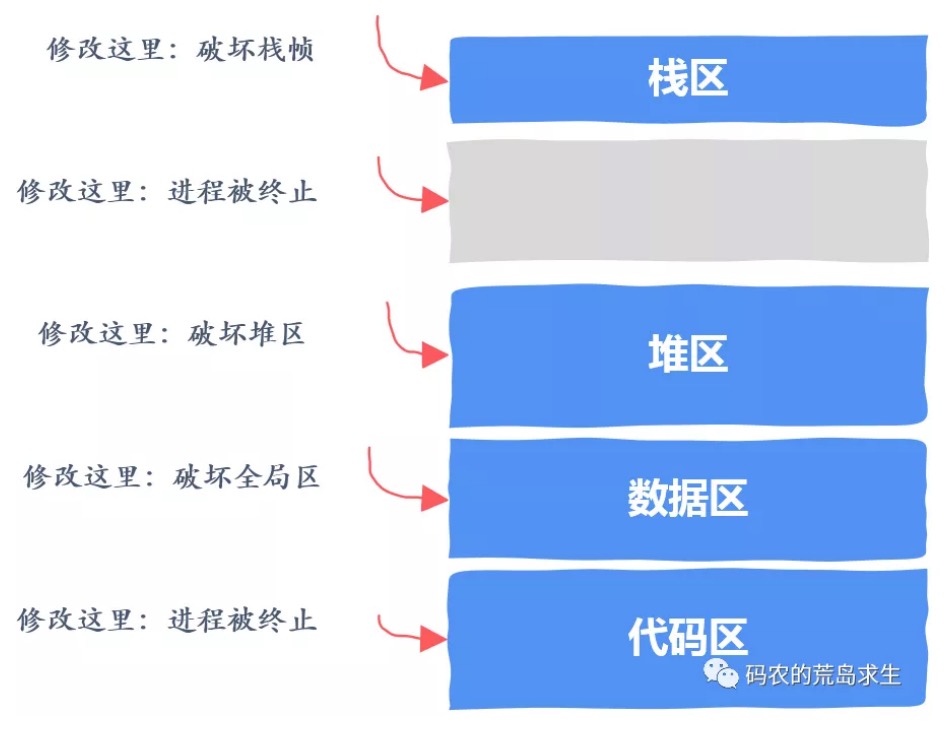 修改这里：破坏栈帧
栈区
修改这里：进程被终止
修改这里：破坏堆区
堆区
修改这里：破坏全局区
数据区
修改这里：进程被终止
代码区
码农的荒岛求生